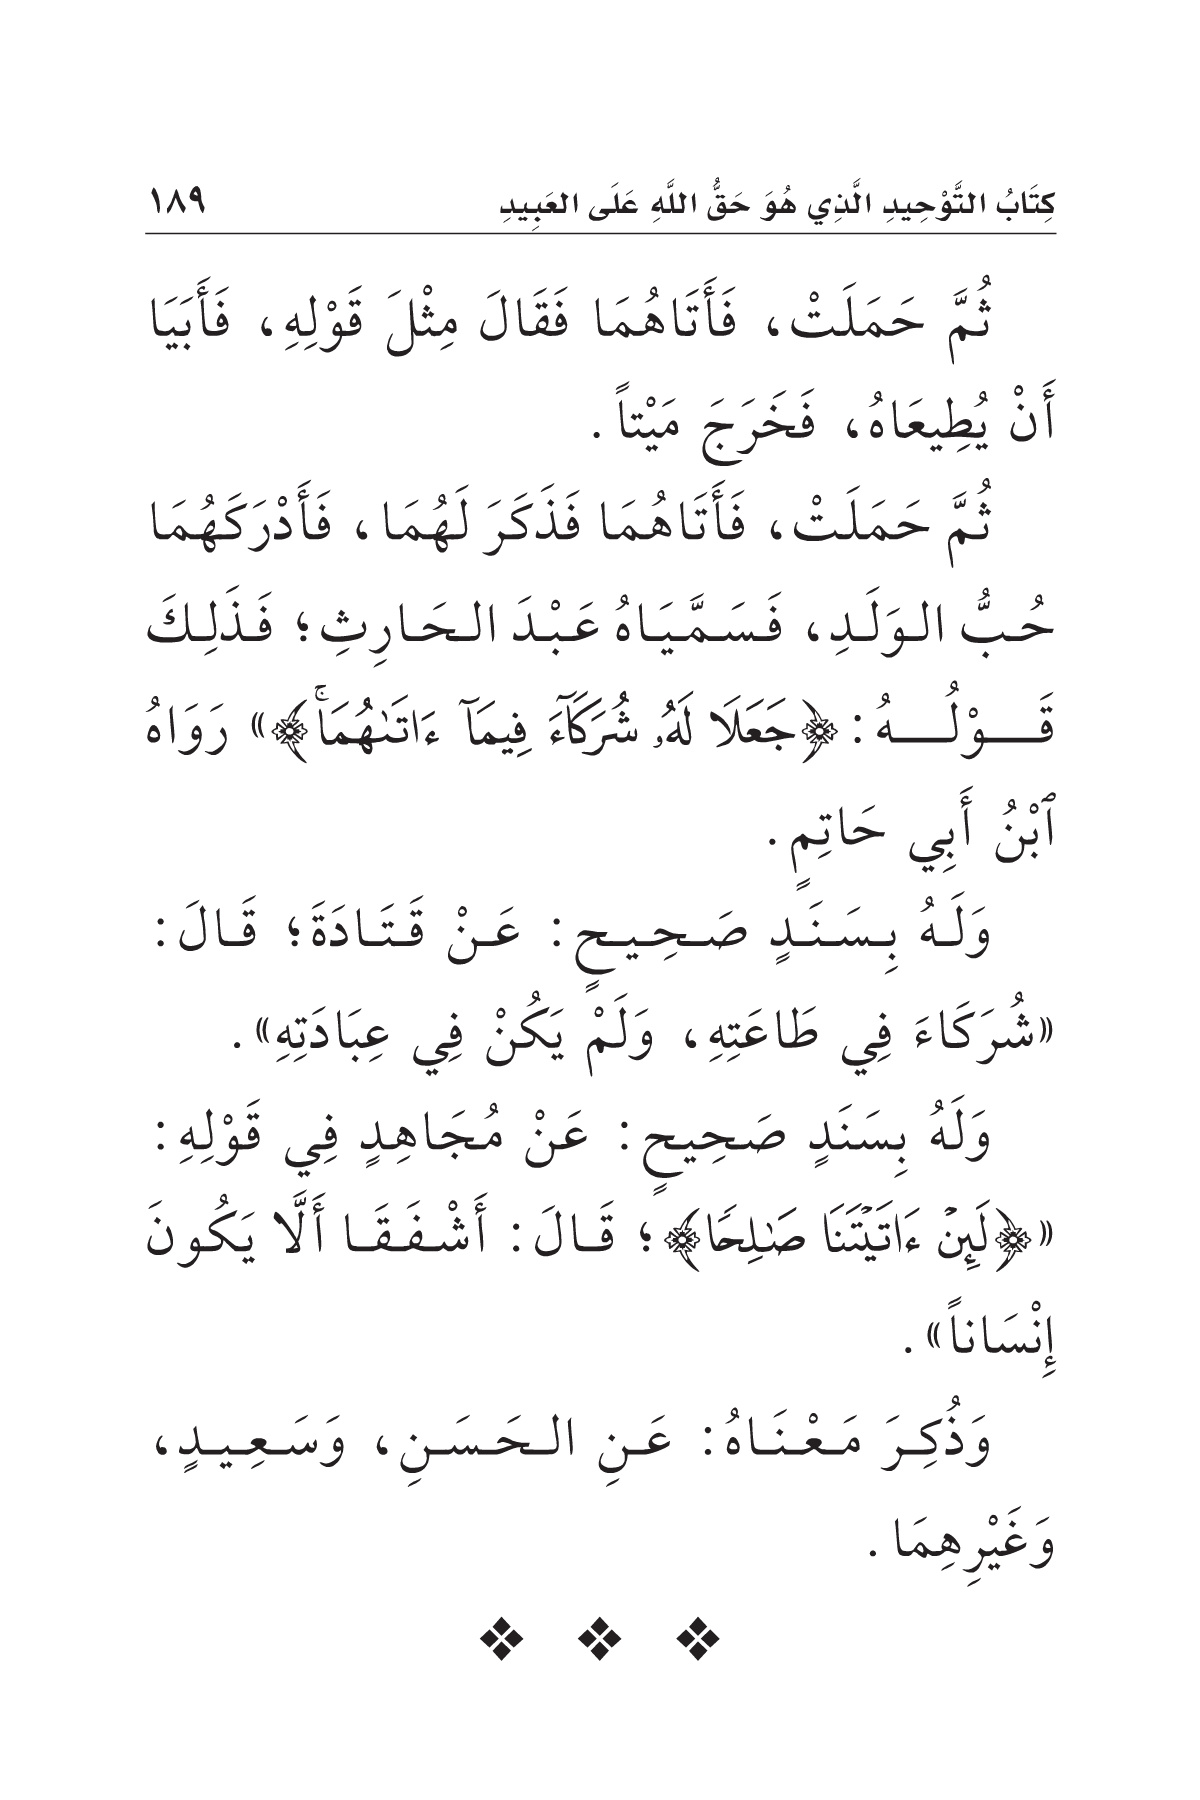 كِتَابُ التَّوْحِيدِ الَّذِي هُوَ حَقُّ اللَّهِ عَلَى العَبِيدِ ١٨٩
ثُمَّ حَمَلَتْ، فَأَتَاهُمَا فَقَالَ مِثْلَ قَوْلِهِ، فَأَبَيَا
أَنْ يُطِيعَاهُ، فَخَرَجَ مَيْتاً.
ثُمَّ حَمَلَتْ، فَأَتَاهُمَا فَذَكَرَ لَهُمَا، فَأَدْرَكَهُمَا
حُبُّ الوَلَدِ، فَسَمَّيَاهُ عَبْدَ الحَارِثِ؛ فَذَلِكَ
قَوْلُهُ: ﴿جَعَلَا لَهُۥ شُرَكَآءَ فِيمَآ ءَاتَىٰهُمَاۚ﴾» رَوَاهُ
ٱبْنُ أَبِي حَاتِمٍ.
وَلَهُ بِسَنَدٍ صَحِيحٍ: عَنْ قَتَادَةَ؛ قَالَ:
«شُرَكَاءَ فِي طَاعَتِهِ، وَلَمْ يَكُنْ فِي عِبَادَتِهِ».
وَلَهُ بِسَنَدٍ صَحِيحٍ: عَنْ مُجَاهِدٍ فِي قَوْلِهِ:
«﴿لَئِنْ ءَاتَيْتَنَا صَٰلِحًا﴾؛ قَالَ: أَشْفَقَا أَلَّا يَكُونَ
إِنْسَاناً».
وَذُكِرَ مَعْنَاهُ: عَنِ الحَسَنِ، وَسَعِيدٍ،
وَغَيْرِهِمَا.